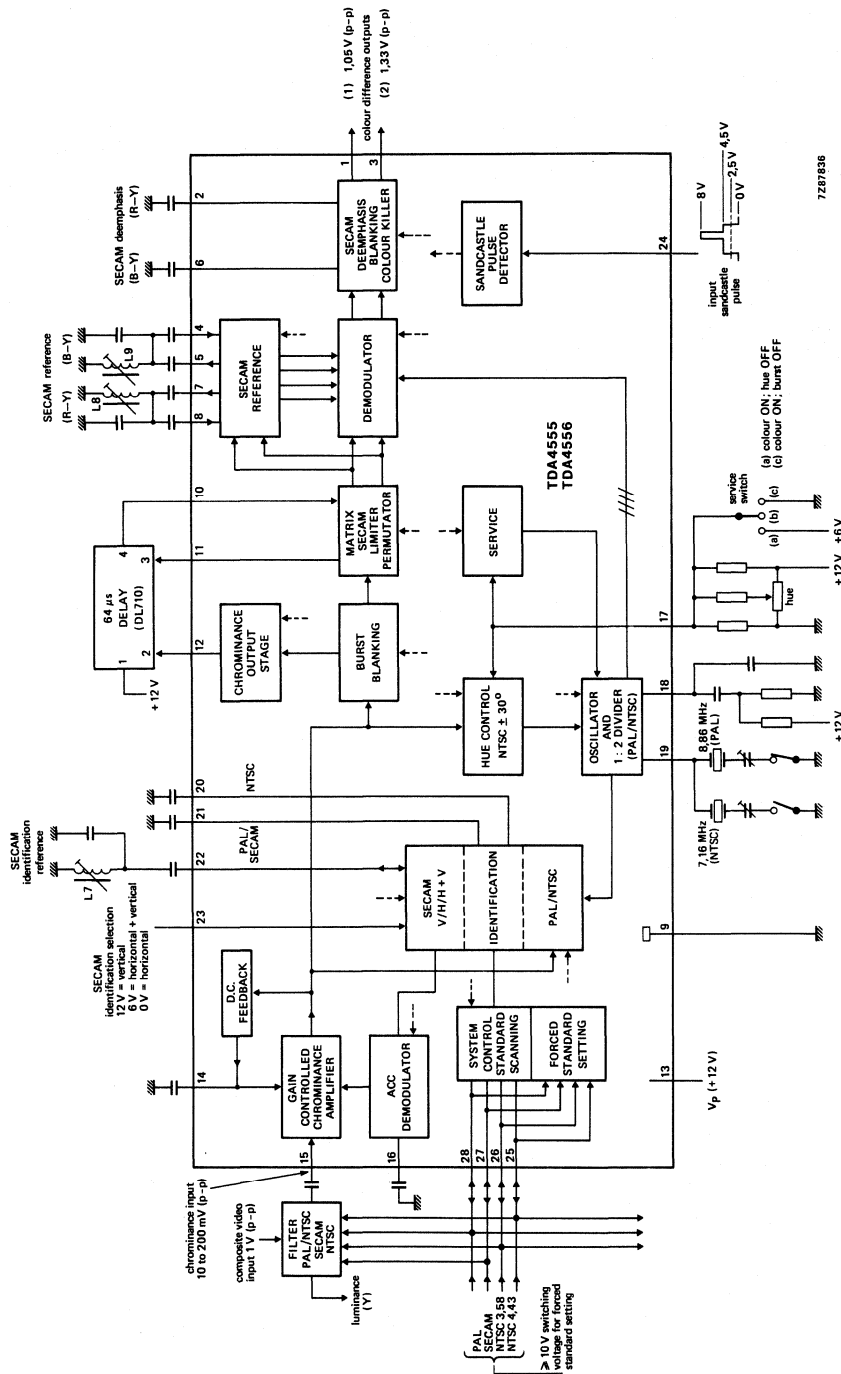 (1) 1,05 V (p-p)
(2) 1,33 V (p-p)
colour difference outputs
SECAM deemphasis
(B–Y)
(R–Y)
SECAM reference
(R–Y)
(B–Y)
L8
L9
8
7
5
4
6
2
1
3
SECAM
REFERENCE
SECAM
DEEMPHASIS
BLANKING
COLOUR KILLER
DEMODULATOR
SANDCASTLE
PULSE
DETECTOR
24
input
sandcastle
pulse
8 V
4,5 V
2,5 V
0 V
7Z87836
64 µs
DELAY
(DL710)
1
2
3
4
+12 V
12
11
10
CHROMINANCE
OUTPUT
STAGE
BURST
BLANKING
MATRIX
SECAM
LIMITER
PERMUTATOR
SERVICE
TDA4555
TDA4556
HUE CONTROL
NTSC ± 30°
OSCILLATOR
AND
1 : 2 DIVIDER
(PAL/NTSC)
17
18
19
service
switch
(a)
(b)
(c)
(a) colour ON; hue OFF
(c) colour ON; burst OFF
hue
+12 V
+6 V
+12 V
8,86 MHz
(PAL)
7,16 MHz
(NTSC)
SECAM
identification
reference
L7
SECAM
identification selection
12 V = vertical
6 V = horizontal + vertical
0 V = horizontal
23
22
21
20
PAL/
SECAM
NTSC
SECAM
V/H/H + V
IDENTIFICATION
PAL/NTSC
9
D.C.
FEEDBACK
14
GAIN
CONTROLLED
CHROMINANCE
AMPLIFIER
ACC
DEMODULATOR
SYSTEM
CONTROL
STANDARD
SCANNING
FORCED
STANDARD
SETTING
13
Vp (+12 V)
15
16
28
27
26
25
chrominance input
10 to 200 mV (p-p)
composite video
input 1 V (p-p)
FILTER
PAL/NTSC
SECAM
NTSC
luminance
(Y)
PAL
SECAM
NTSC 3,58
NTSC 4,43
⩾ 10 V switching
voltage for forced
standard setting